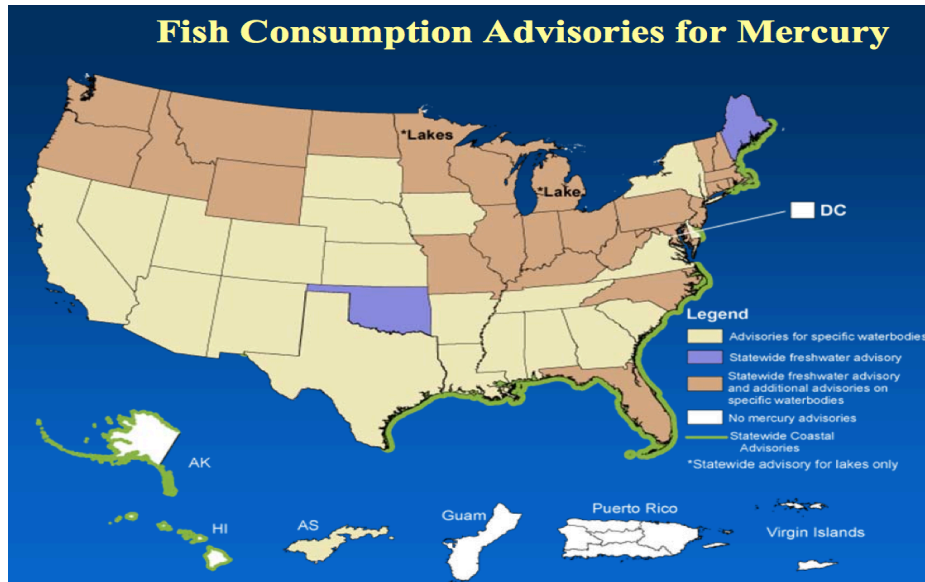 Fish Consumption Advisories for Mercury
*Lakes
*Lake
DC
Legend
Advisories for specific waterbodies
Statewide freshwater advisory
Statewide freshwater advisory
and additional advisories on
specific waterbodies
No mercury advisories
Statewide Coastal
Advisories
*Statewide advisory for lakes only
AK
HI
AS
Guam
Puerto Rico
Virgin Islands